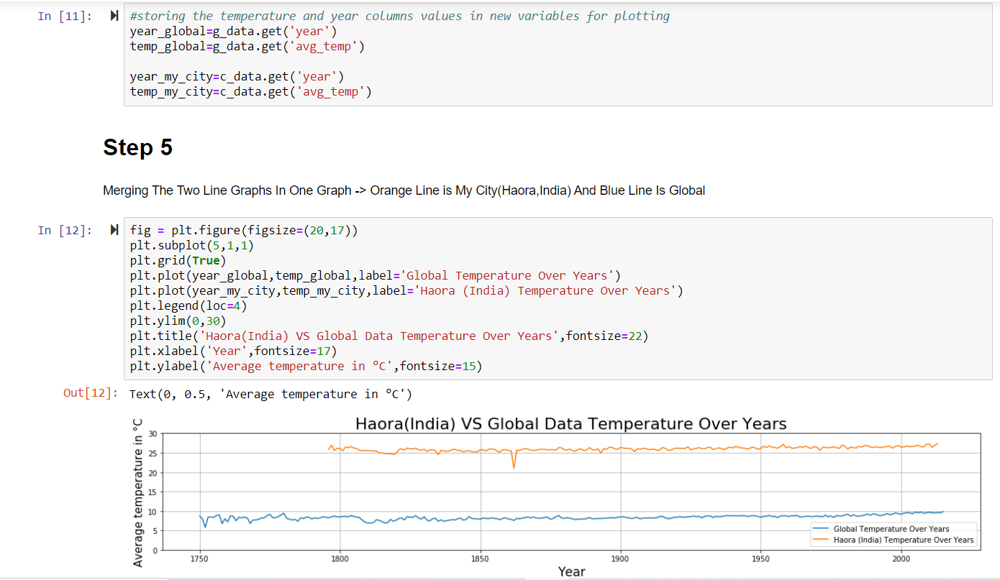 In [11]:
#storing the temperature and year columns values in new variables for plotting
year_global=g_data.get('year')
temp_global=g_data.get('avg_temp')
year_my_city=c_data.get('year')
temp_my_city=c_data.get('avg_temp')
Step 5
Merging The Two Line Graphs In One Graph -> Orange Line is My City(Haora,India) And Blue Line Is Global
In [12]:
fig = plt.figure(figsize=(20,17))
plt.subplot(5,1,1)
plt.grid(True)
plt.plot(year_global,temp_global,label='Global Temperature Over Years')
plt.plot(year_my_city,temp_my_city,label='Haora (India) Temperature Over Years')
plt.legend(loc=4)
plt.ylim(0,30)
plt.title('Haora(India) VS Global Data Temperature Over Years',fontsize=22)
plt.xlabel('Year',fontsize=17)
plt.ylabel('Average temperature in °C',fontsize=15)
Out[12]: Text(0, 0.5, 'Average temperature in °C')
Haora(India) VS Global Data Temperature Over Years
Average temperature in °C
30
25
20
15
10
5
0
Global Temperature Over Years
Haora (India) Temperature Over Years
1750 1800 1850 1900 1950 2000
Year